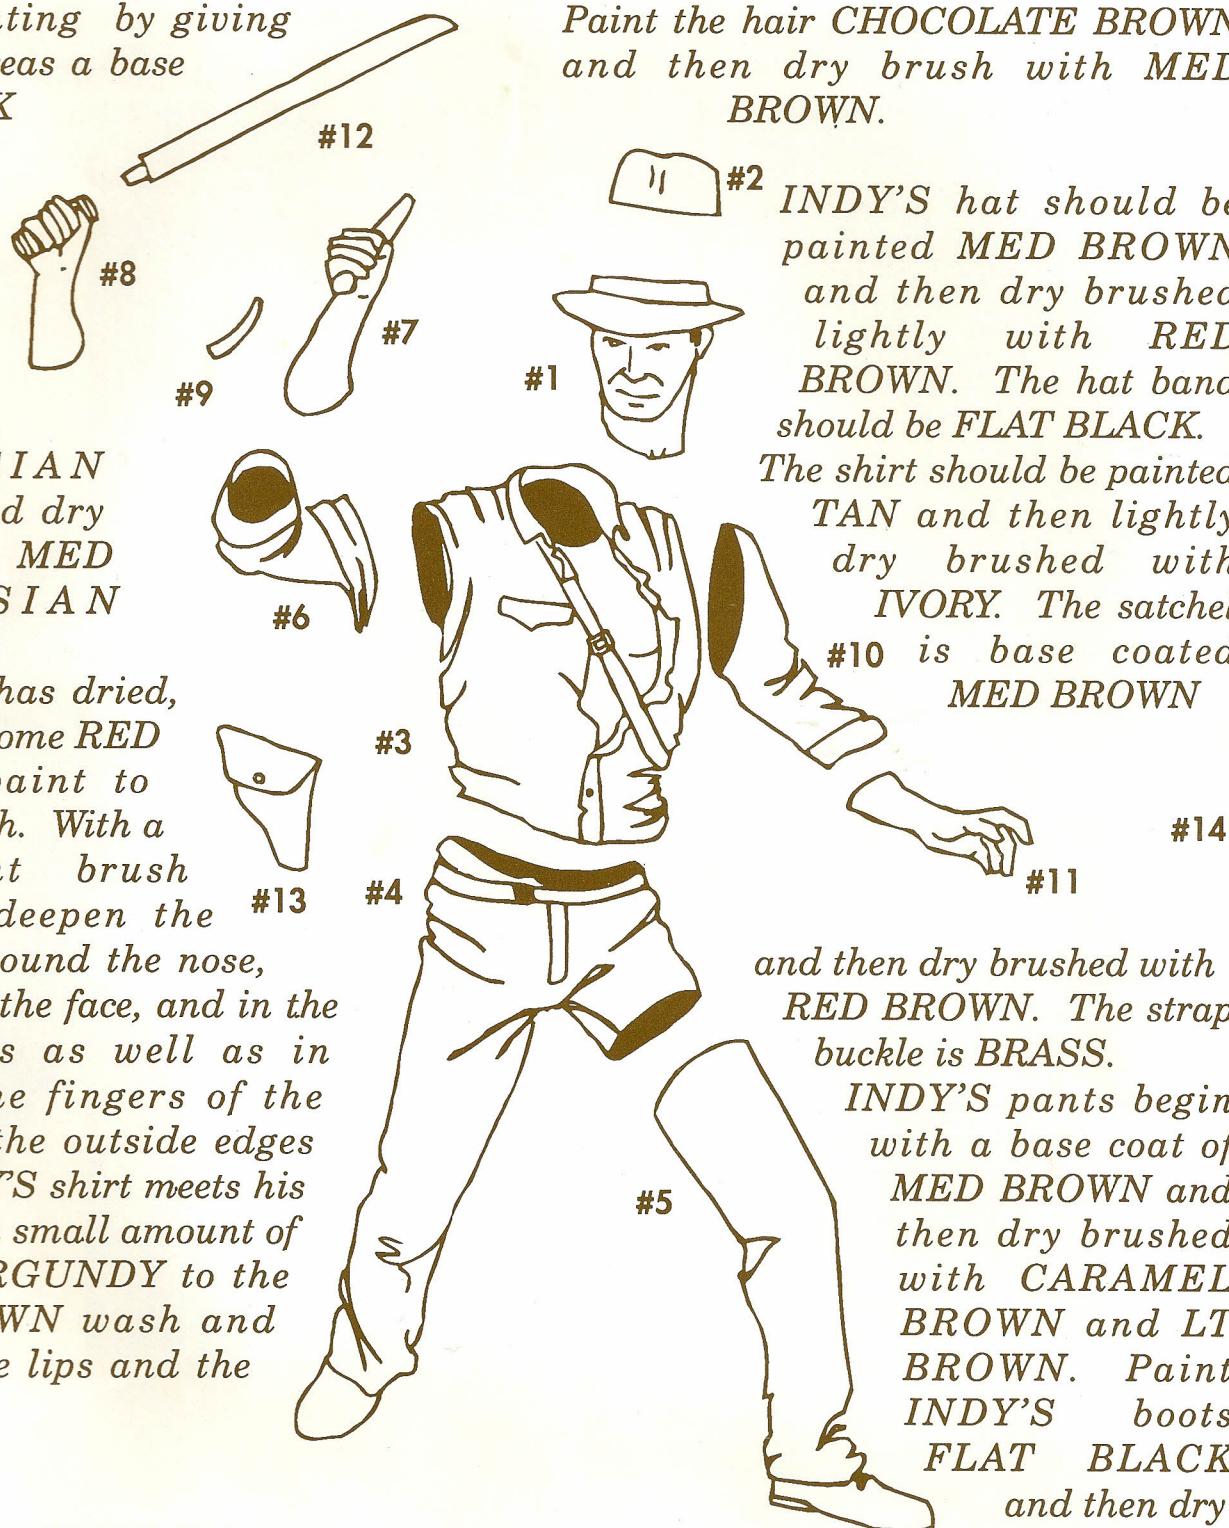 ting by giving
eas a base
K
#12
#8
#7
#9
SIAN
d dry
MED
SIAN
#6
has dried,
ome RED
paint to
h. With a
t brush
deepen the
ound the nose,
the face, and in the
s as well as in
he fingers of the
the outside edges
Y'S shirt meets his
small amount of
RGUNDY to the
WN wash and
e lips and the
#13
#3
#4
#1
#5
Paint the hair CHOCOLATE BROWN
and then dry brush with MED
BROWN.
#2
INDY'S hat should be
painted MED BROWN
and then dry brushed
lightly with RED
BROWN. The hat band
should be FLAT BLACK.
The shirt should be painted
TAN and then lightly
dry brushed with
IVORY. The satchel
#10 is base coated
MED BROWN
#14
#11
and then dry brushed with
RED BROWN. The strap
buckle is BRASS.
INDY'S pants begin
with a base coat of
MED BROWN and
then dry brushed
with CARAMEL
BROWN and LT
BROWN. Paint
INDY'S boots
FLAT BLACK
and then dry